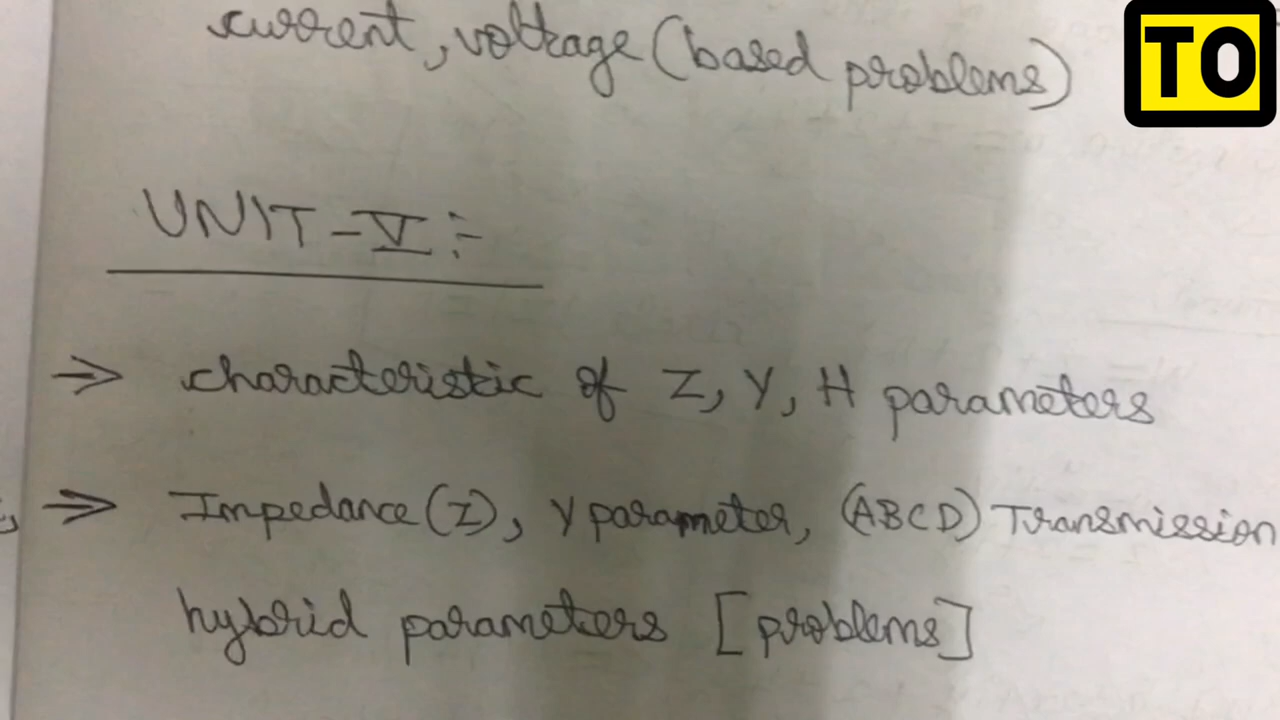 current, voltage (based problems)
TO
UNIT-V :-
⇒ characteristic of Z, Y, H parameters
⇒ Impedance (Z), Y parameter, (ABCD) Transmission
hybrid parameters [problems]